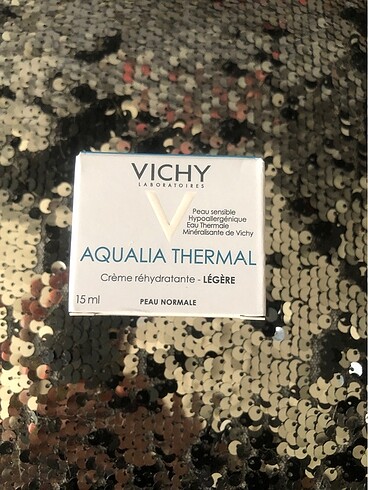 VICHY
LABORATOIRES
Peau sensible
Hypoallergénique
Eau Thermale
Minéralisante de Vichy
AQUALIA THERMAL
Crème réhydratante - LÉGÈRE
15 ml
PEAU NORMALE